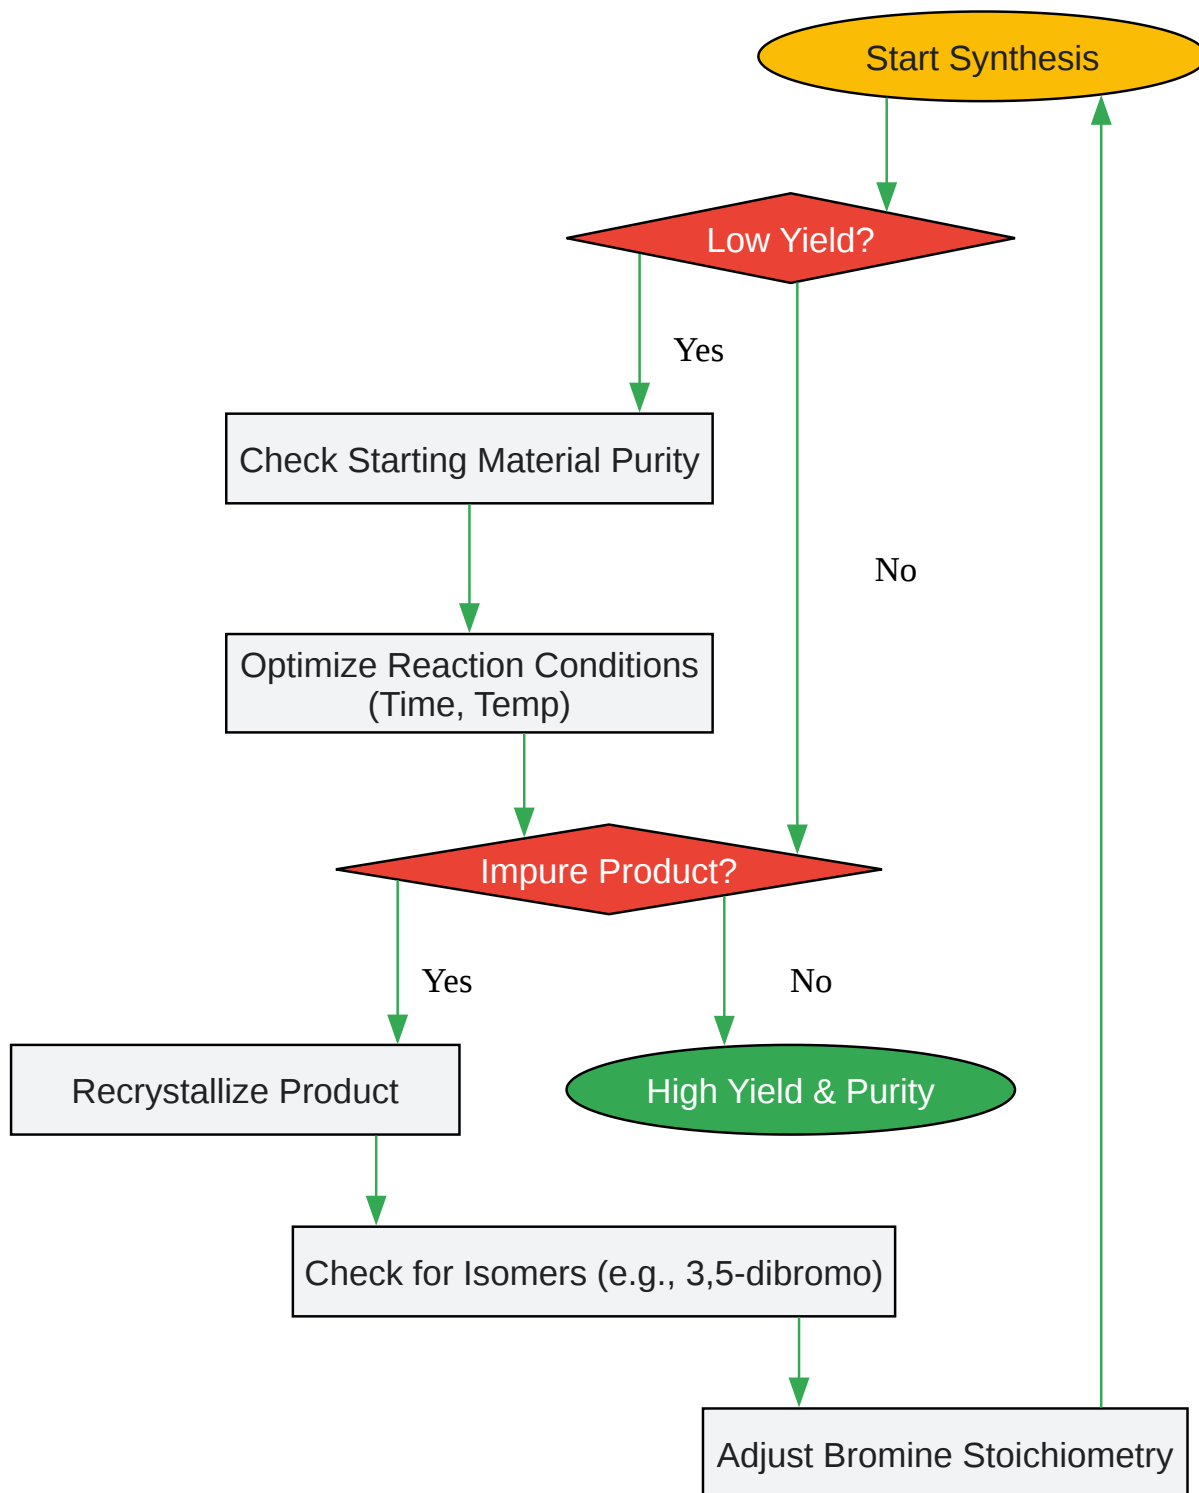 Start Synthesis
Low Yield?
Yes
Check Starting Material Purity
No
Optimize Reaction Conditions
(Time, Temp)
Impure Product?
Yes
No
Recrystallize Product
High Yield & Purity
Check for Isomers (e.g., 3,5-dibromo)
Adjust Bromine Stoichiometry